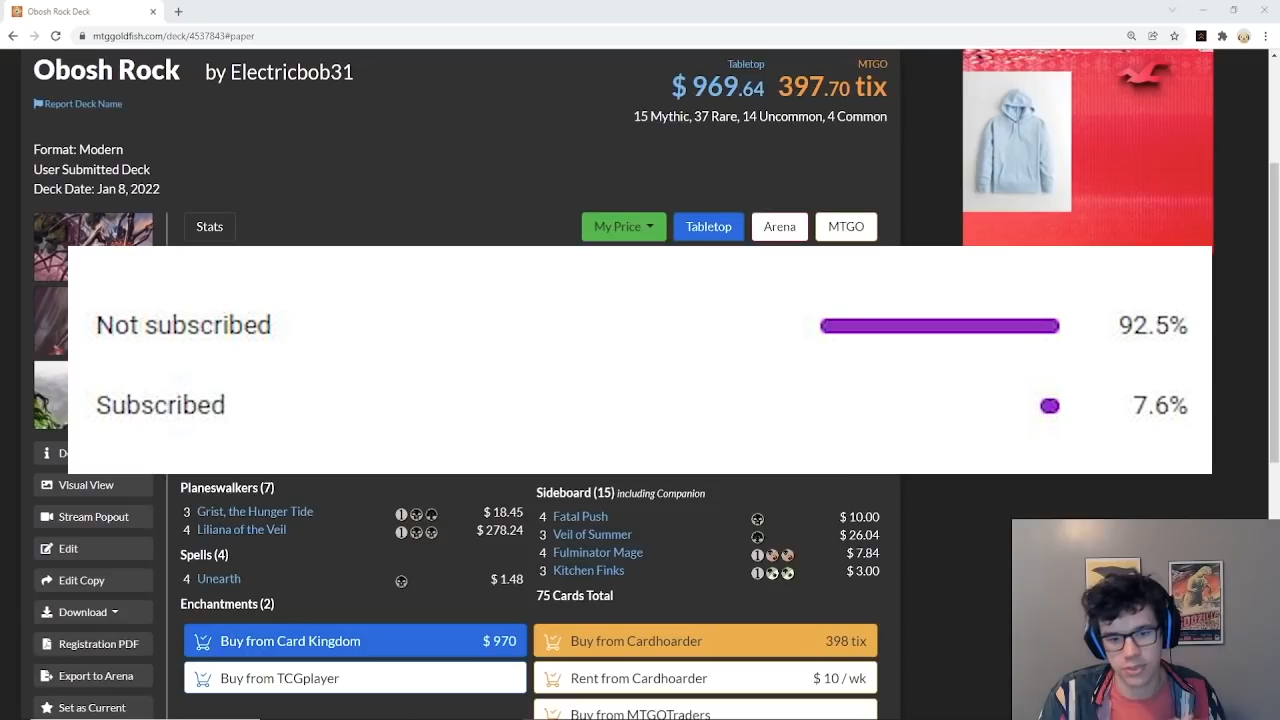 Obosh Rock Deck
mtggoldfish.com/deck/4537843#paper
Obosh Rock by Electricbob31
Tabletop MTGO
$ 969.64 397.70 tix
15 Mythic, 37 Rare, 14 Uncommon, 4 Common
Report Deck Name
Format: Modern
User Submitted Deck
Deck Date: Jan 8, 2022
Stats My Price Tabletop Arena MTGO
Not subscribed 92.5%
Subscribed 7.6%
Visual View
Stream Popout
Edit
Edit Copy
Download
Registration PDF
Export to Arena
Set as Current
Planeswalkers (7)
3 Grist, the Hunger Tide $ 18.45
4 Liliana of the Veil $ 278.24
Spells (4)
4 Unearth $ 1.48
Enchantments (2)
Sideboard (15) including Companion
4 Fatal Push $ 10.00
3 Veil of Summer $ 26.04
4 Fulminator Mage $ 7.84
3 Kitchen Finks $ 3.00
75 Cards Total
Buy from Card Kingdom $ 970
Buy from TCGplayer
Buy from Cardhoarder 398 tix
Rent from Cardhoarder $ 10 / wk
Buy from MTGOTraders
GODZILLA